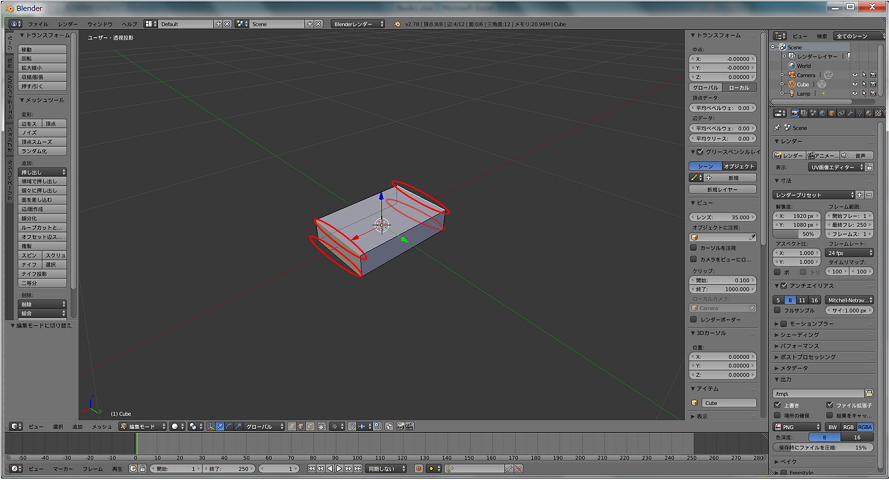 Blender
ファイル レンダー ウィンドウ ヘルプ Default Scene Blenderレンダー v2.78 | 頂点:8/8 | 辺:4/12 | 面:0/6 | 三角面:12 | メモリ:20.96M | Cube
ユーザー・透視投影
▼トランスフォーム
移動
回転
拡大縮小
収縮/膨張
押す/引く
▼メッシュツール
変形:
辺をス 頂点
ノイズ
頂点スムーズ
ランダム化
追加:
押し出し
領域で押し出し
個々に押し出し
面を差し込む
辺/面作成
細分化
ループカットと...
オフセット辺ス...
複製
スピン スクリュ
ナイフ 選択
ナイフ投影
二等分
削除:
削除
結合
▼編集モードに切り替え
(1) Cube
▼トランスフォーム
中点:
X: -0.00000
Y: -0.00000
Z: 0.00000
グローバル ローカル
頂点データ:
平均ベベルウェ: 0.00
辺データ:
平均ベベルウェ: 0.00
平均クリース: 0.00
▼グリースペンシルレイ
シーン オブジェクト
新規
新規レイヤー
▼ビュー
レンズ: 35.000
オブジェクトに注視:
カーソルを注視
カメラをビューにロ...
クリップ:
開始: 0.100
終了: 1000.000
ローカルカメラ:
Camera
レンダーボーダー
▼3Dカーソル
位置:
X: 0.00000
Y: 0.00000
Z: 0.00000
▼アイテム
Cube
▶表示
ビュー 検索 全てのシーン
Scene
レンダーレイヤー
World
Camera
Cube
Lamp
Scene
▼レンダー
レンダー アニメー... 音声
表示: UV画像エディター
▼寸法
レンダープリセット
解像度: フレーム範囲:
1920 px 開始フレー: 1
1080 px 最終フレ: 250
50% フレームス: 1
アスペクト比: フレームレート:
X: 1.000 24 fps
Y: 1.000 タイムリマップ:
ボ トリ 100 100
▼アンチエイリアス
5 8 11 16 Mitchell-Netrav...
フルサンプル サイ:1.000 px
▶モーションブラー
▶シェーディング
▶パフォーマンス
▶ポストプロセッシング
▶メタデータ
▼出力
/tmp\
上書き ファイル拡張子
場所の確保 結果をキャッ...
PNG BW RGB RGBA
色深度: 8 16
保存時にファイルを圧縮: 15%
▶ベイク
Freestyle
ビュー 選択 追加 メッシュ 編集モード グローバル
-50 -40 -30 -20 -10 0 10 20 30 40 50 60 70 80 90 100 110 120 130 140 150 160 170 180 190 200 210 220 230 240 250 260 270 280
ビュー マーカー フレーム 再生 開始: 1 終了: 250 1 同期しない